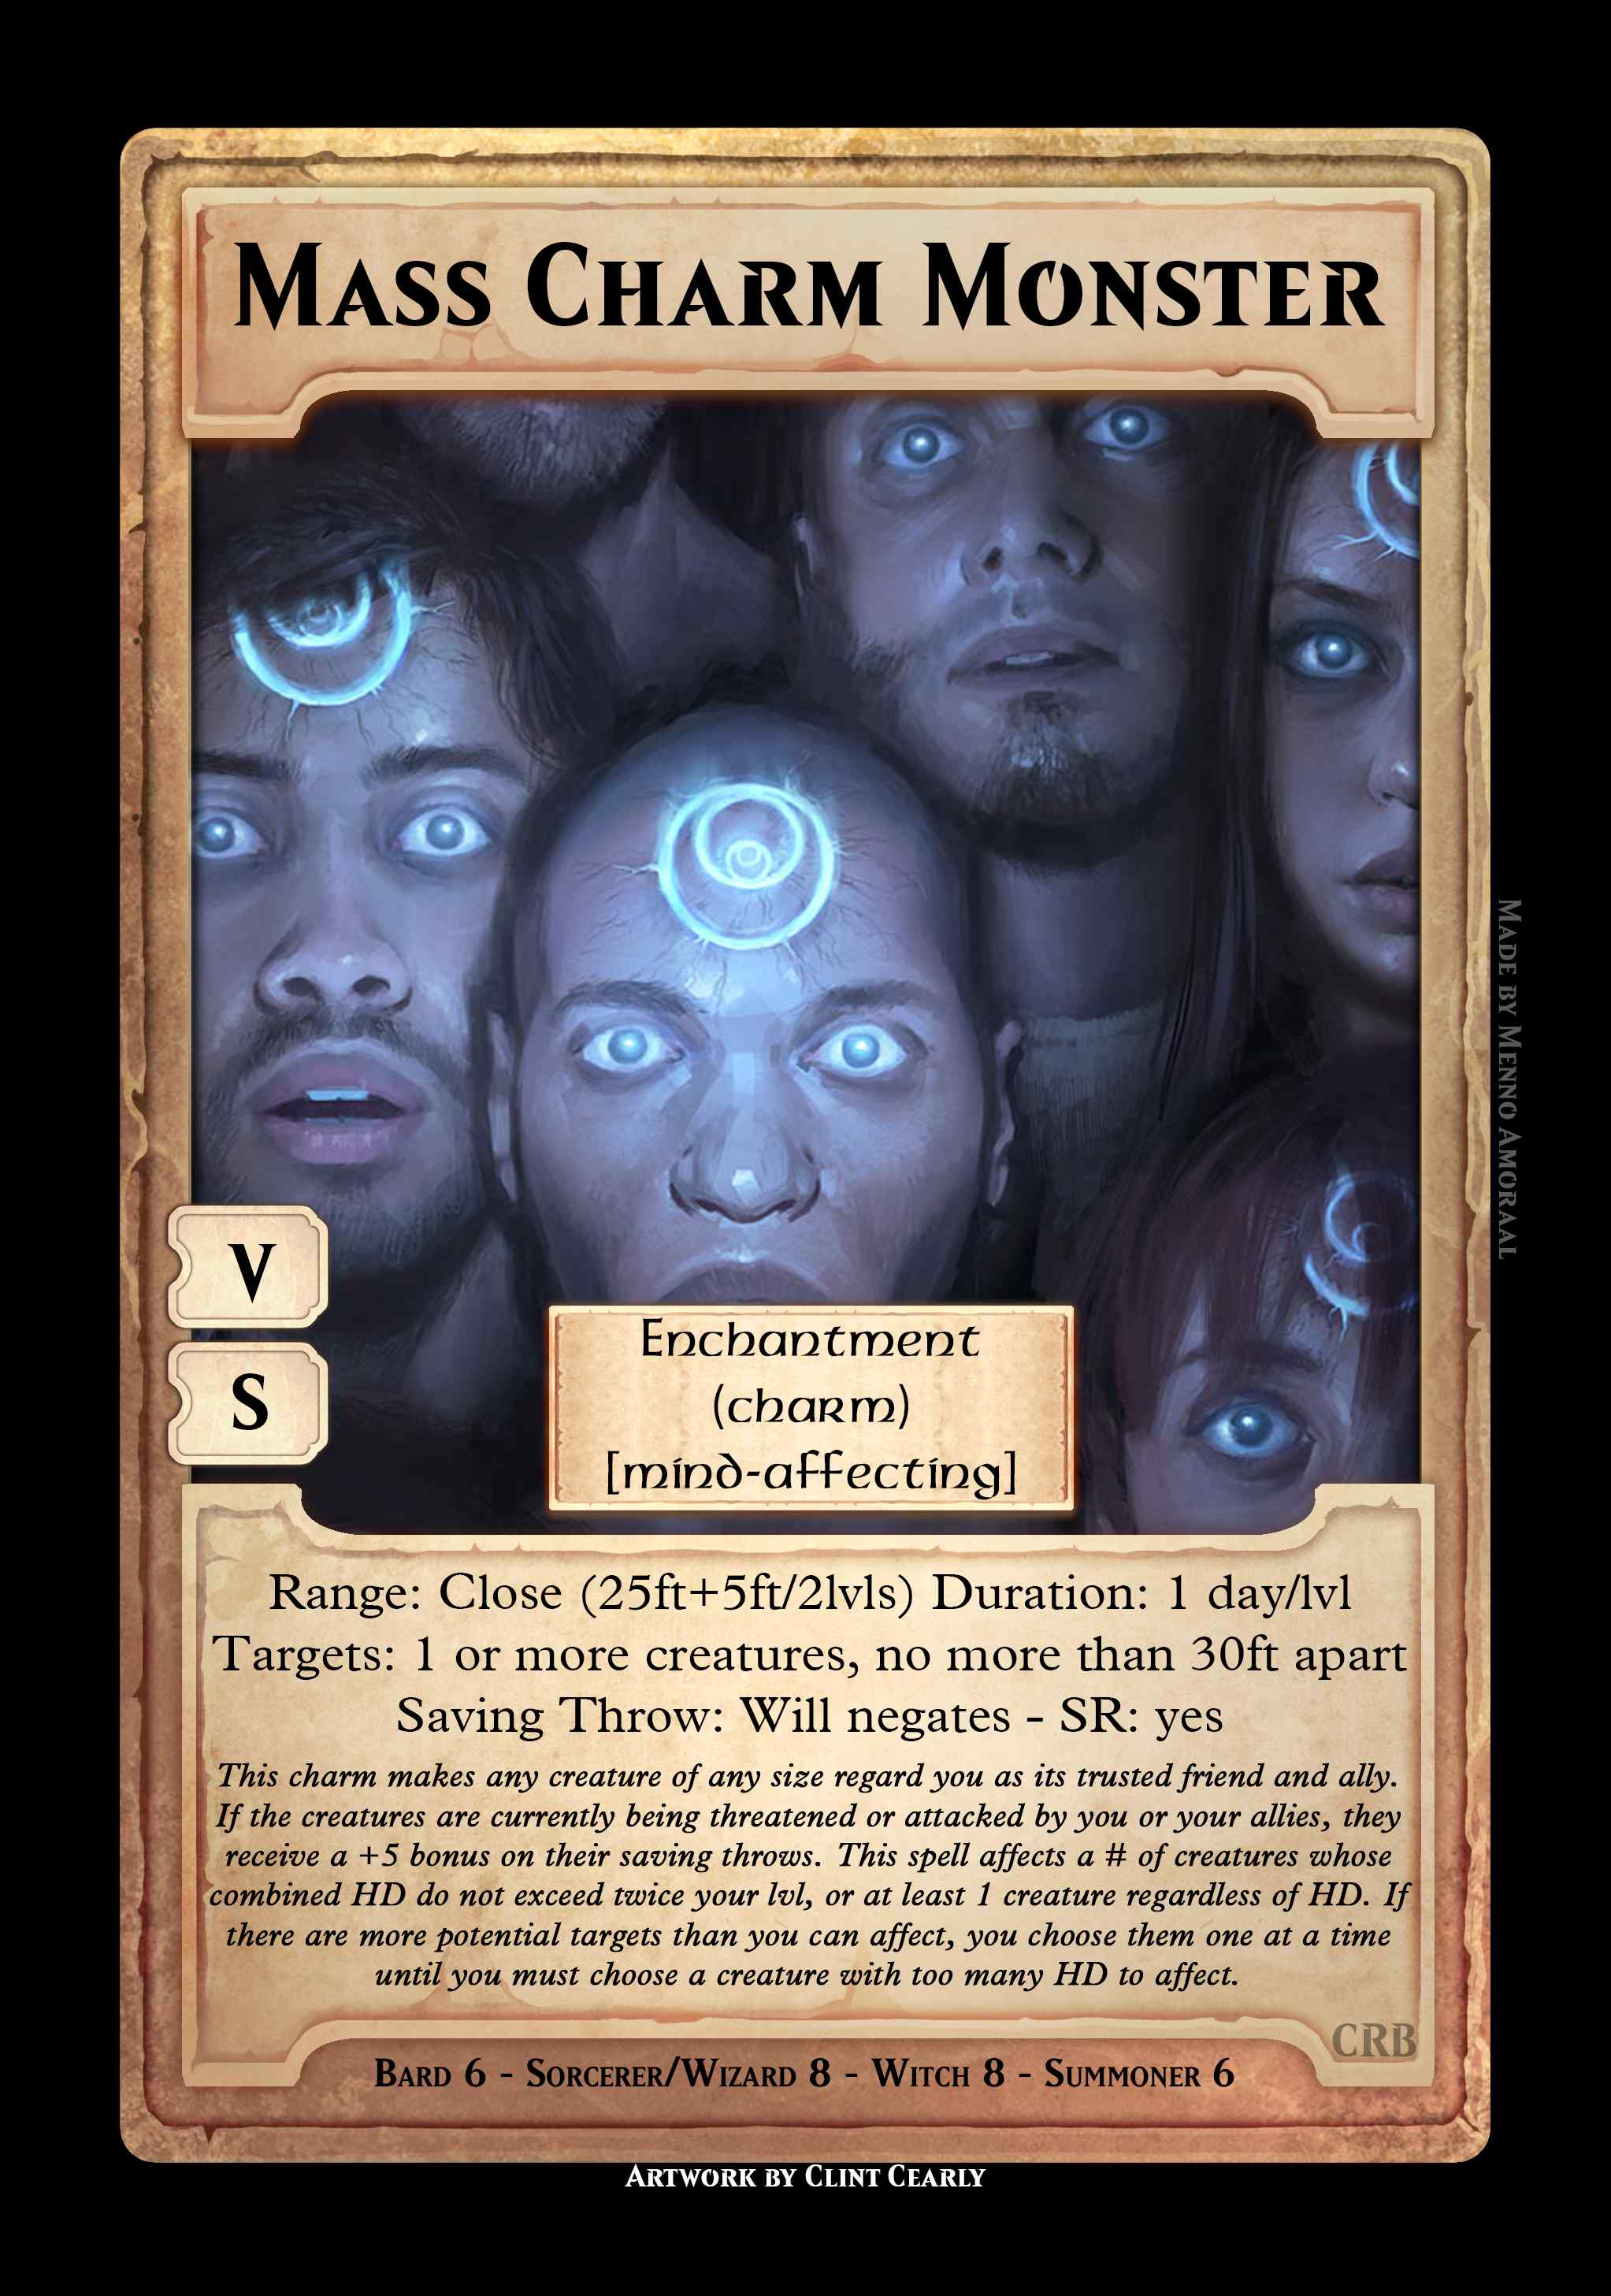 Mass Charm Monster
V
S
Enchantment
(charm)
[mind-affecting]
Range: Close (25ft+5ft/2lvls) Duration: 1 day/lvl
Targets: 1 or more creatures, no more than 30ft apart
Saving Throw: Will negates - SR: yes
This charm makes any creature of any size regard you as its trusted friend and ally.
If the creatures are currently being threatened or attacked by you or your allies, they
receive a +5 bonus on their saving throws. This spell affects a # of creatures whose
combined HD do not exceed twice your lvl, or at least 1 creature regardless of HD. If
there are more potential targets than you can affect, you choose them one at a time
until you must choose a creature with too many HD to affect.
CRB
Bard 6 - Sorcerer/Wizard 8 - Witch 8 - Summoner 6
Artwork by Clint Cearly
Made by Menno Amoraal